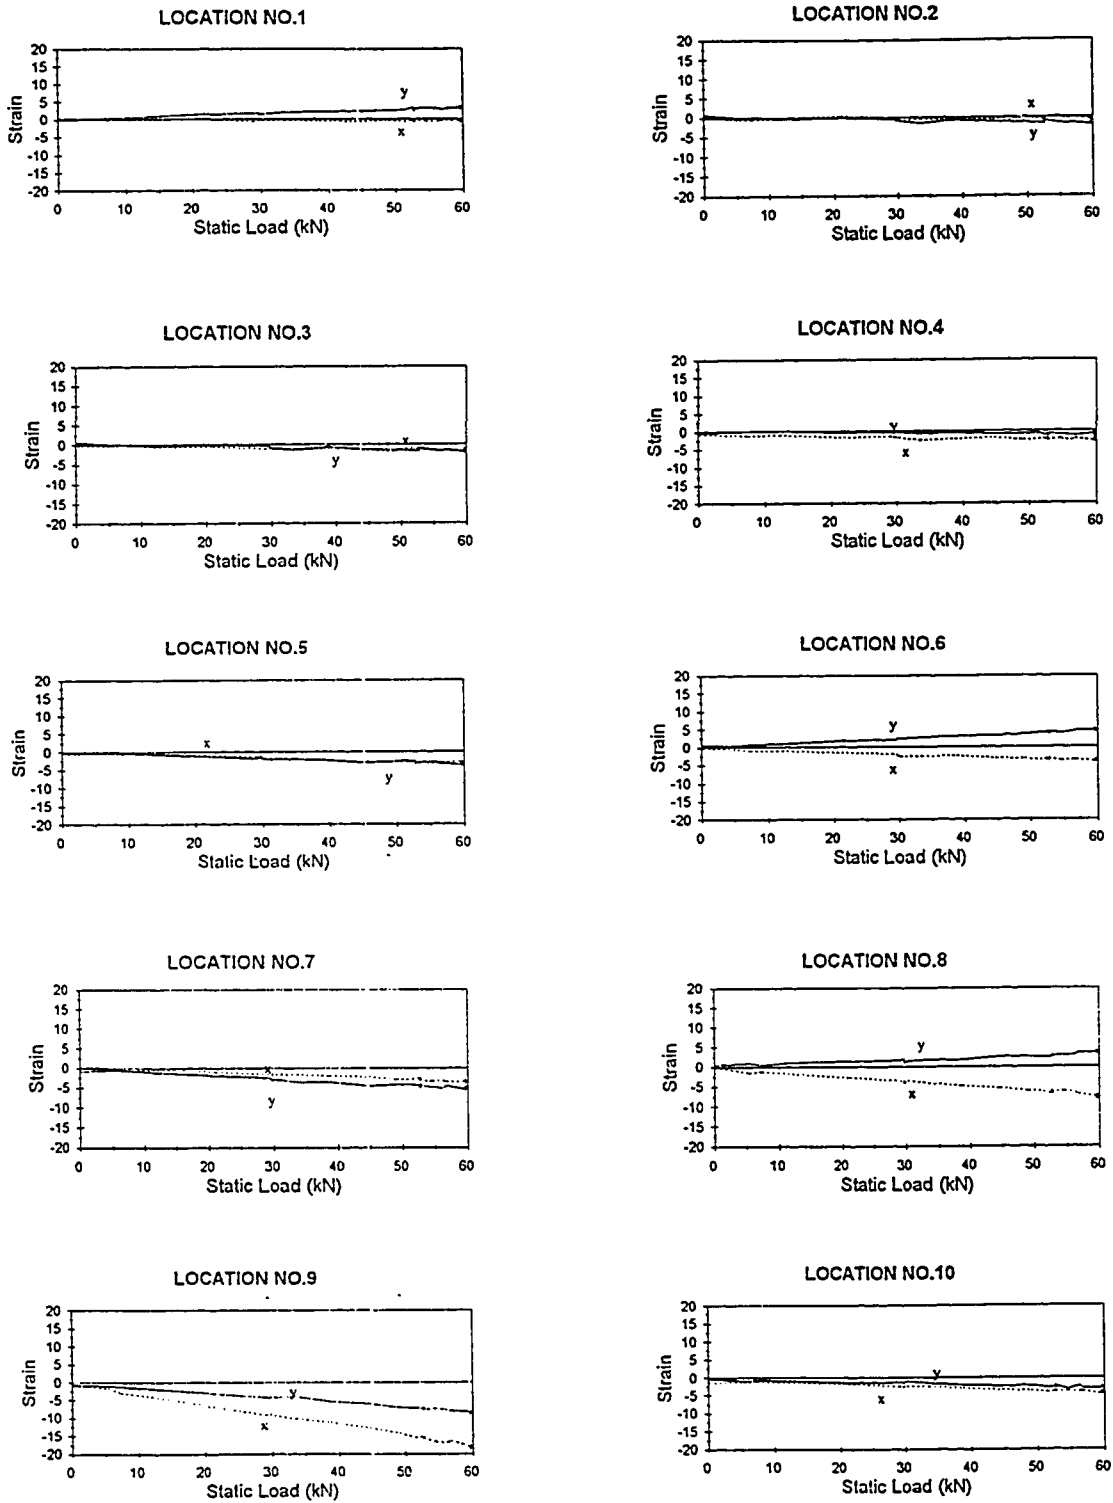 LOCATION NO.1
20
15
10
5
0
-5
-10
-15
-20
Strain
y
x
0 10 20 30 40 50 60
Static Load (kN)
LOCATION NO.2
20
15
10
5
0
-5
-10
-15
-20
Strain
x
y
0 10 20 30 40 50 60
Static Load (kN)
LOCATION NO.3
20
15
10
5
0
-5
-10
-15
-20
Strain
x
y
0 10 20 30 40 50 60
Static Load (kN)
LOCATION NO.4
20
15
10
5
0
-5
-10
-15
-20
Strain
y
x
0 10 20 30 40 50 60
Static Load (kN)
LOCATION NO.5
20
15
10
5
0
-5
-10
-15
-20
Strain
x
y
0 10 20 30 40 50 60
Static Load (kN)
LOCATION NO.6
20
15
10
5
0
-5
-10
-15
-20
Strain
y
x
0 10 20 30 40 50 60
Static Load (kN)
LOCATION NO.7
20
15
10
5
0
-5
-10
-15
-20
Strain
x
y
0 10 20 30 40 50 60
Static Load (kN)
LOCATION NO.8
20
15
10
5
0
-5
-10
-15
-20
Strain
y
x
0 10 20 30 40 50 60
Static Load (kN)
LOCATION NO.9
20
15
10
5
0
-5
-10
-15
-20
Strain
y
x
0 10 20 30 40 50 60
Static Load (kN)
LOCATION NO.10
20
15
10
5
0
-5
-10
-15
-20
Strain
y
x
0 10 20 30 40 50 60
Static Load (kN)